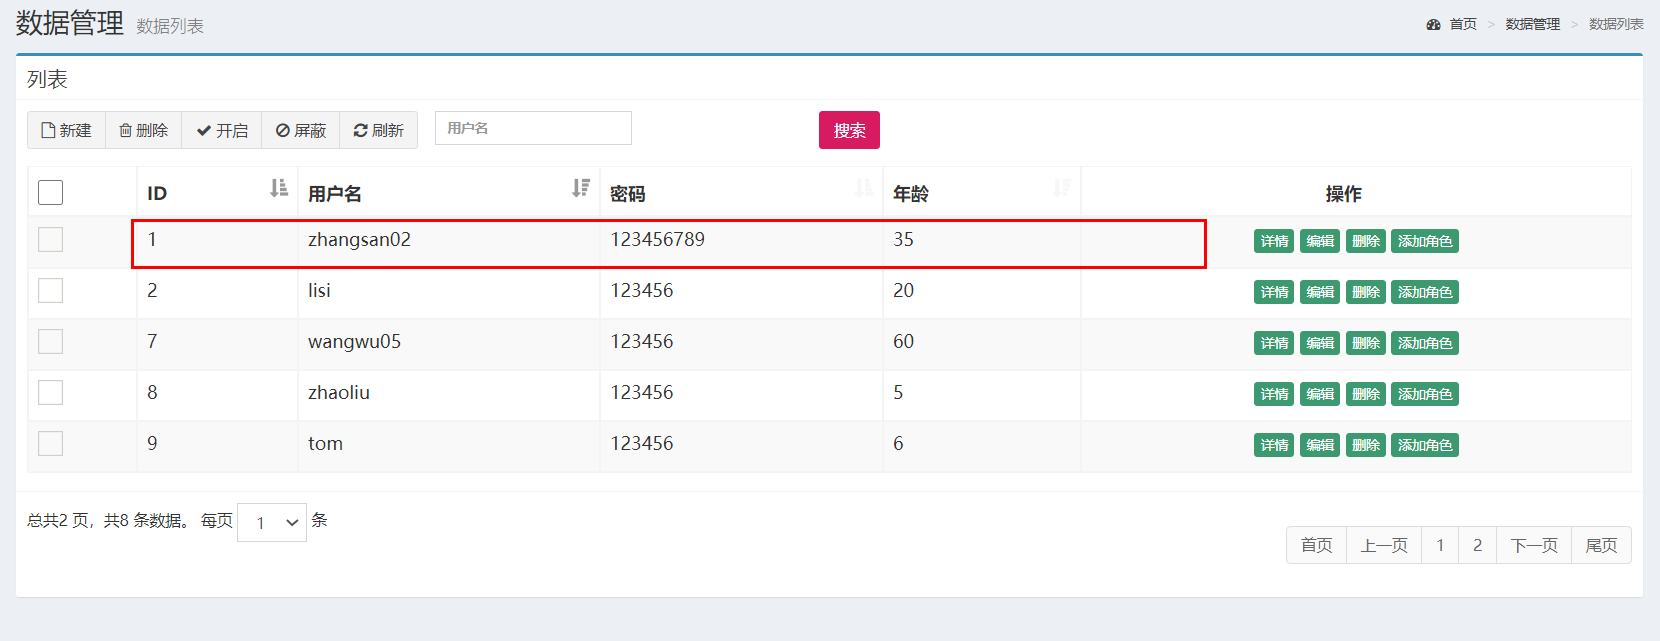 数据管理 数据列表
首页 > 数据管理 > 数据列表
列表
新建 删除 开启 屏蔽 刷新 用户名 搜索
ID 用户名 密码 年龄 操作
1 zhangsan02 123456789 35 详情 编辑 删除 添加角色
2 lisi 123456 20 详情 编辑 删除 添加角色
7 wangwu05 123456 60 详情 编辑 删除 添加角色
8 zhaoliu 123456 5 详情 编辑 删除 添加角色
9 tom 123456 6 详情 编辑 删除 添加角色
总共2 页，共8 条数据。 每页 1 条
首页 上一页 1 2 下一页 尾页